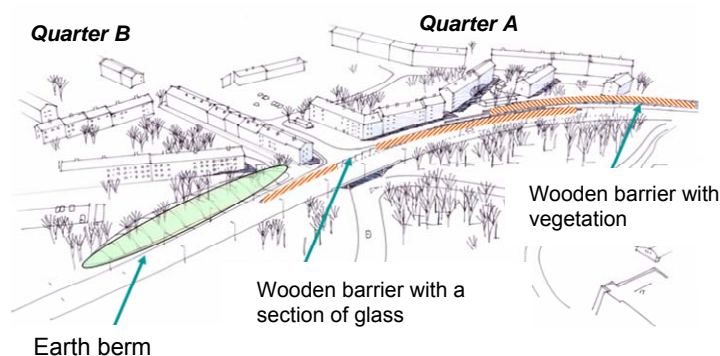 Quarter B
Quarter A
Wooden barrier with
vegetation
Wooden barrier with a
section of glass
Earth berm